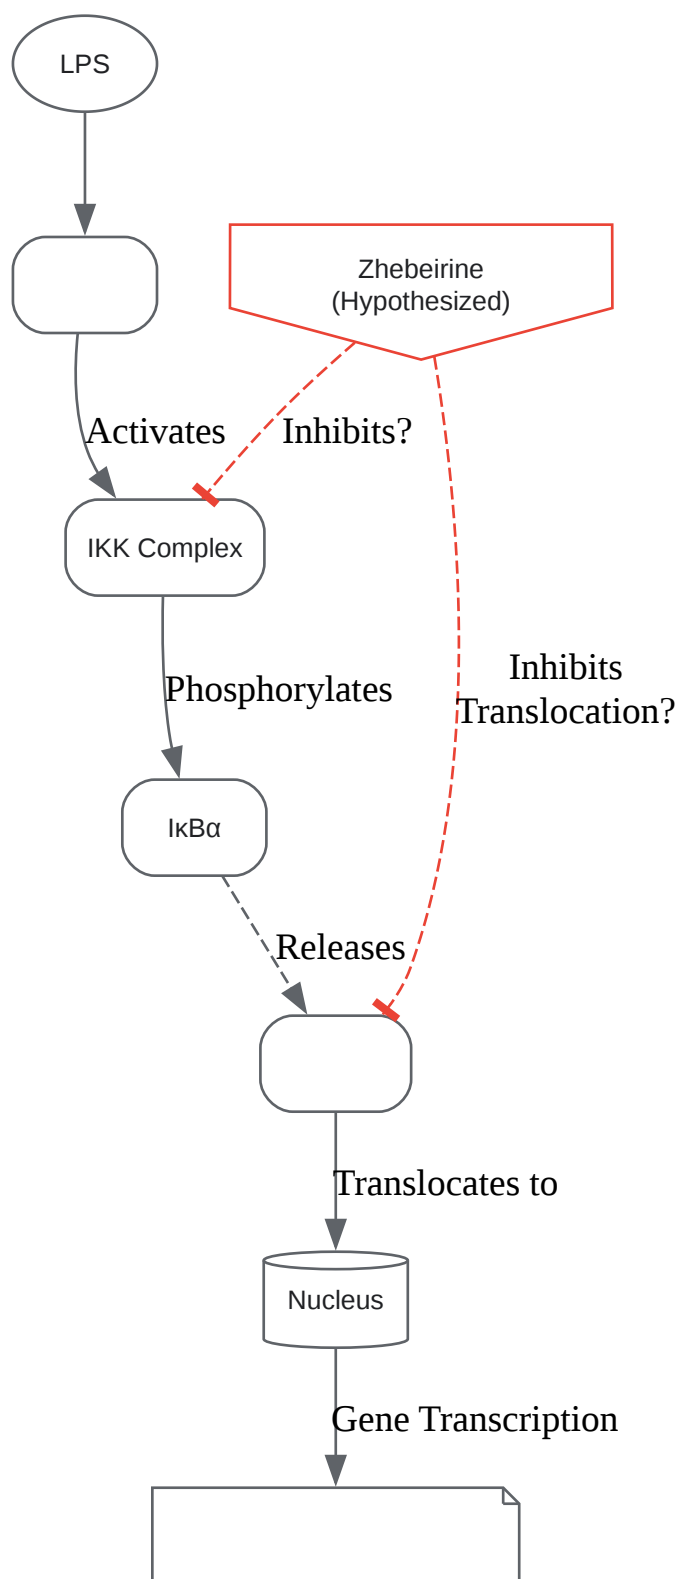 LPS
Zhebeirine
(Hypothesized)
Activates
Inhibits?
IKK Complex
Phosphorylates
Inhibits
Translocation?
IκBα
Releases
Translocates to
Nucleus
Gene Transcription